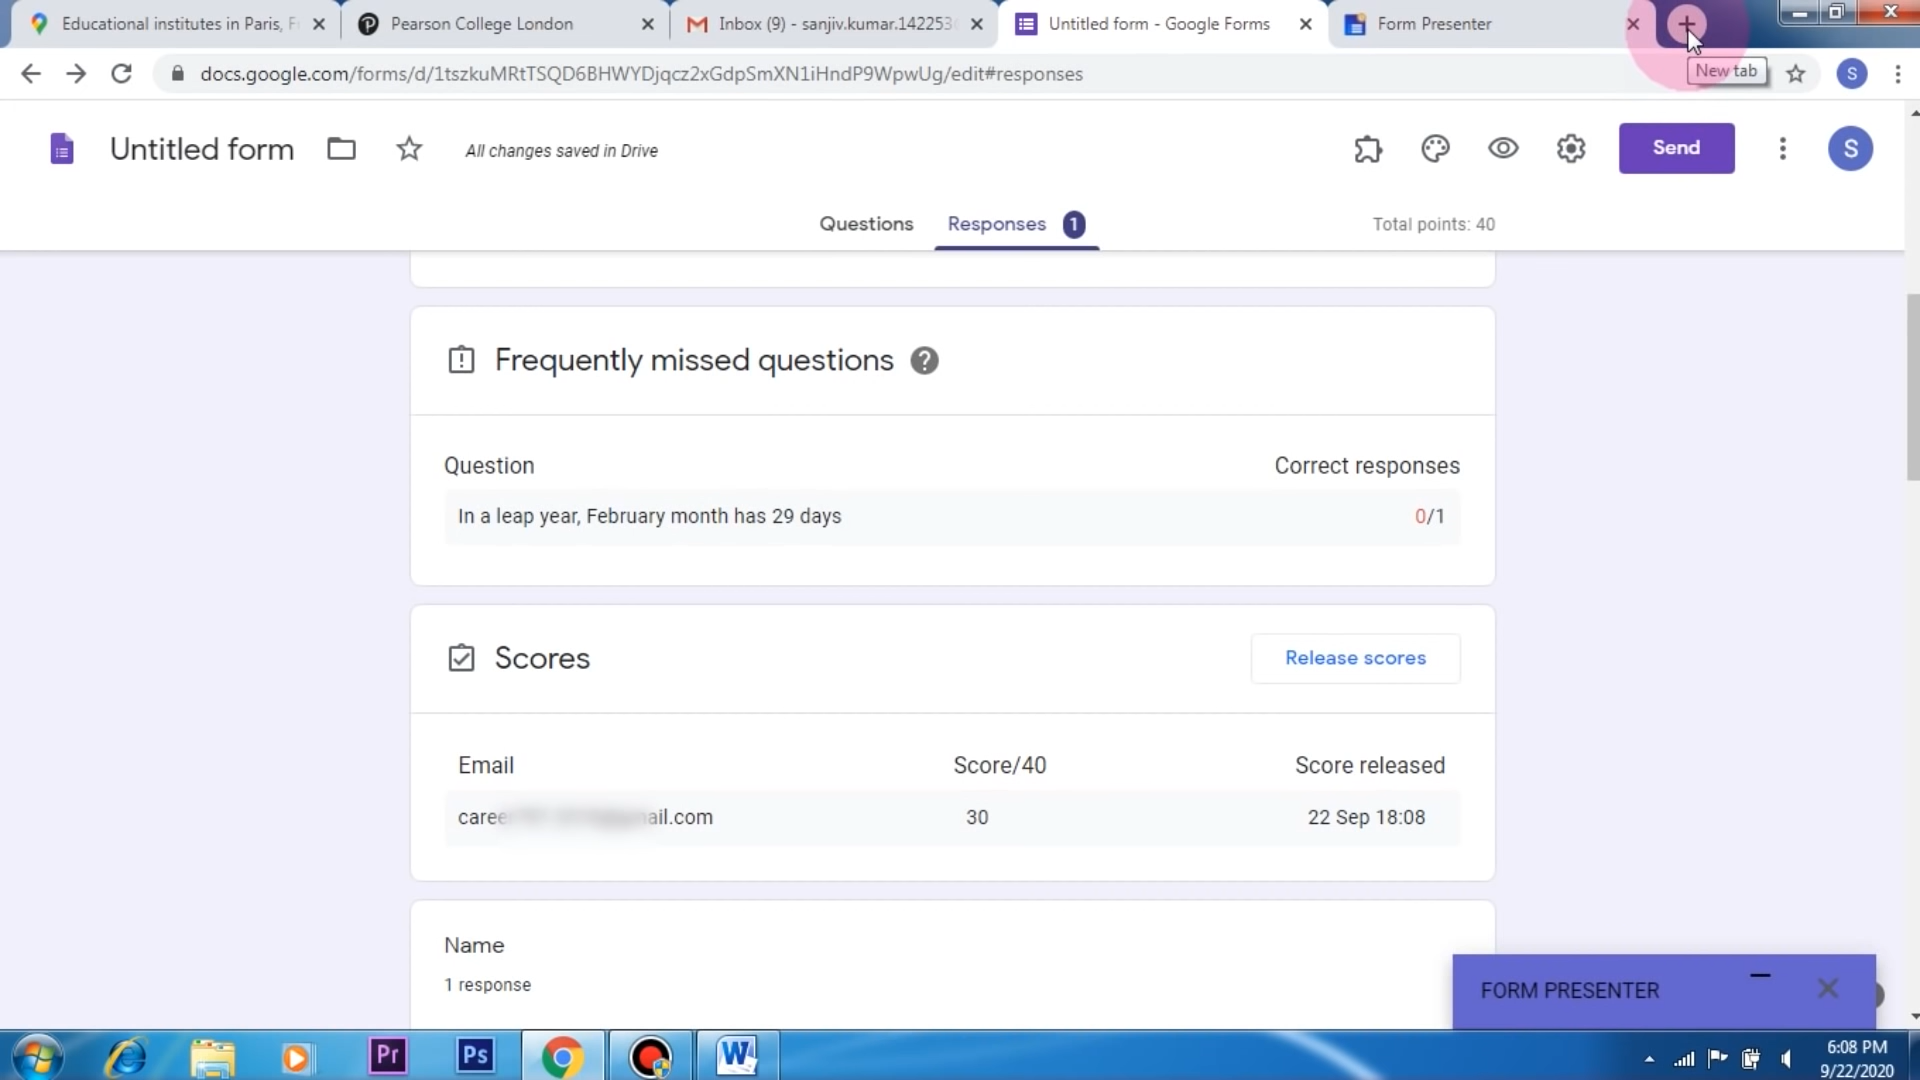 Educational institutes in Paris, F
Pearson College London
Inbox (9) - sanjiv.kumar.142253
Untitled form - Google Forms
Form Presenter
docs.google.com/forms/d/1tszkuMRtTSQD6BHWYDjqcz2xGdpSmXN1iHndP9WpwUg/edit#responses
New tab
S
Untitled form
All changes saved in Drive
Send
S
Questions
Responses 1
Total points: 40
Frequently missed questions
Question
Correct responses
In a leap year, February month has 29 days
0/1
Scores
Release scores
Email
Score/40
Score released
ail.com
30
22 Sep 18:08
Name
1 response
FORM PRESENTER
Pr
Ps
W
6:08 PM
9/22/2020